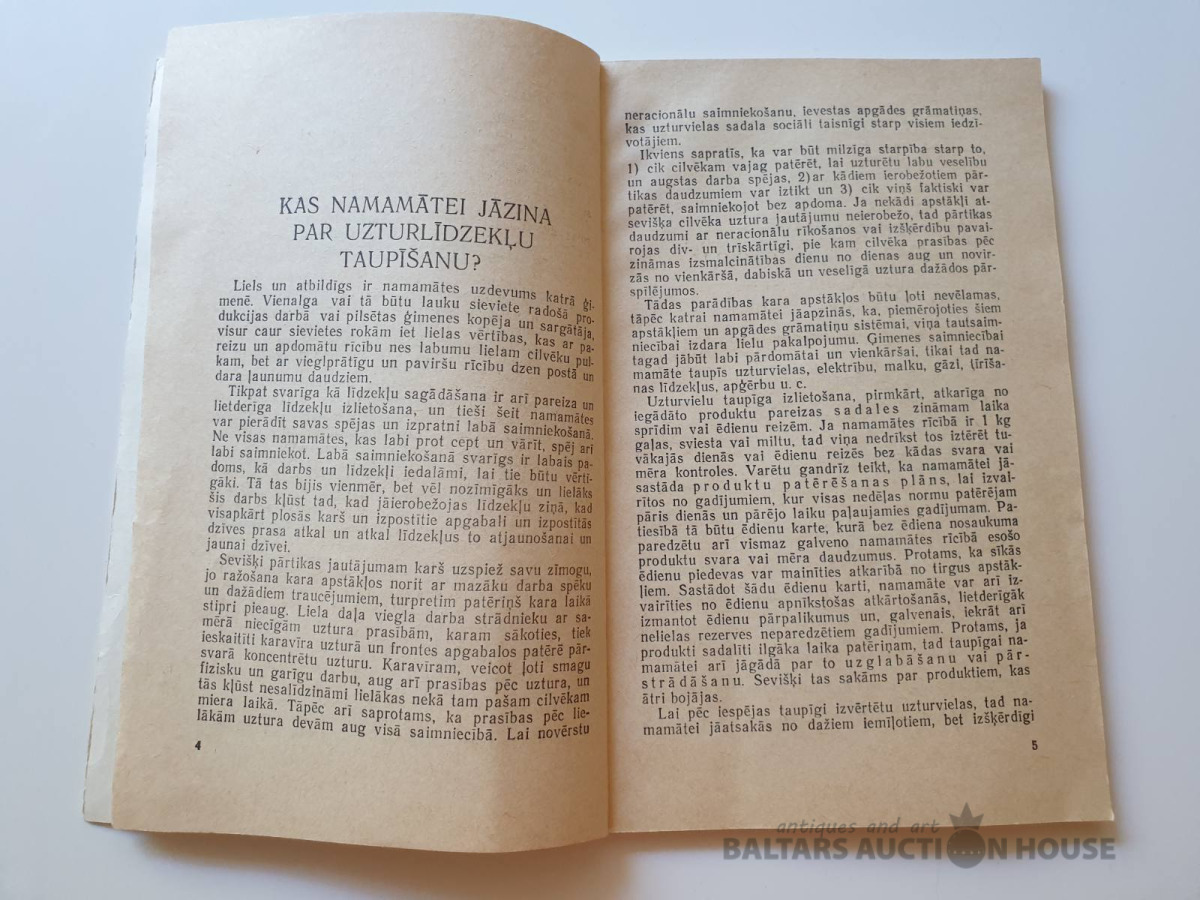 KAS NAMAMĀTEI JĀZINA
PAR UZTURLĪDZEKĻU
TAUPĪŠANU?
Liels un atbildīgs ir namamātes uzdevums katrā ģi-
menē. Vienalga vai tā būtu lauku sieviete radošā pro-
dukcijas darbā vai pilsētas ģimenes kopēja un sargātāja,
visur caur sievietes rokām iet lielas vērtības, kas ar pa-
reizu un apdomātu rīcību nes labumu lielam cilvēku pul-
kam, bet ar vieglprātīgu un paviršu rīcību dzen postā un
dara ļaunumu daudziem.
Tikpat svarīga kā līdzekļu sagādāšana ir arī pareiza un
lietderīga līdzekļu izlietošana, un tieši šeit namamātes
var pierādīt savas spējas un izpratni labā saimniekošanā.
Ne visas namamātes, kas labi prot cept un vārīt, spēj arī
labi saimniekot. Labā saimniekošanā svarīgs ir labais pa-
doms, kā darbs un līdzekļi iedalāmi, lai tie būtu vērtī-
gāki. Tā tas bijis vienmēr, bet vēl nozīmīgāks un lielāks
šis darbs kļūst tad, kad jāierobežojas līdzekļu ziņā, kad
visapkārt plosās karš un izpostītie apgabali un izpostītās
dzīves prasa atkal un atkal līdzekļus to atjaunošanai un
jaunai dzīvei.
Sevišķi pārtikas jautājumam karš uzspiež savu zīmogu,
jo ražošana kara apstākļos norit ar mazāku darba spēku
un dažādiem traucējumiem, turpretim patēriņš kara laikā
stipri pieaug. Liela daļa viegla darba strādnieku ar sa-
mērā niecīgām uztura prasībām, karam sākoties, tiek
ieskaitīti karavīra uzturā un frontes apgabalos patērē pār-
svarā koncentrētu uzturu. Karavīram, veicot ļoti smagu
fizisku un garīgu darbu, aug arī prasības pēc uztura, un
tās kļūst nesalīdzināmi lielākas nekā tam pašam cilvēkam
miera laikā. Tāpēc arī saprotams, ka prasības pēc lie-
lākām uztura devām aug visā saimniecībā. Lai novērstu
4
neracionālu saimniekošanu, ievestas apgādes grāmatiņas,
kas uzturvielas sadala sociāli taisnīgi starp visiem iedzī-
votājiem.
Ikviens sapratīs, ka var būt milzīga starpība starp to,
1) cik cilvēkam vajag patērēt, lai uzturētu labu veselību
un augstas darba spējas, 2) ar kādiem ierobežotiem pār-
tikas daudzumiem var iztikt un 3) cik viņš faktiski var
patērēt, saimniekojot bez apdoma. Ja nekādi apstākļi at-
sevišķa cilvēka uztura jautājumu neierobežo, tad pārtikas
daudzumi ar neracionālu rīkošanos vai izšķērdību pavai-
rojas div- un trīskārtīgi, pie kam cilvēka prasības pēc
zināmas izsmalcinātības dienu no dienas aug un novir-
zās no vienkāršā, dabiskā un veselīgā uztura dažādos pār-
spīlējumos.
Tādas parādības kara apstākļos būtu ļoti nevēlamas,
tāpēc katrai namamātei jāapzinās, ka, piemērojoties šiem
apstākļiem un apgādes grāmatiņu sistēmai, viņa tautsaim-
niecībai izdara lielu pakalpojumu. Ģimenes saimniecībai
tagad jābūt labi pārdomātai un vienkāršai, tikai tad na-
mamāte taupīs uzturvielas, elektrību, malku, gāzi, tīrīša-
nas līdzekļus, apģērbu u. c.
Uzturvielu taupīga izlietošana, pirmkārt, atkarīga no
iegādāto produktu pareizas sadales zināmam laika
sprīdim vai ēdienu reizēm. Ja namamātes rīcībā ir 1 kg
gaļas, sviesta vai miltu, tad viņa nedrīkst tos iztērēt tu-
vākajās dienās vai ēdienu reizēs bez kādas svara vai
mēra kontroles. Varētu gandrīz teikt, ka namamātei jā-
sastāda produktu patērēšanas plāns, lai izval-
rītos no gadījumiem, kur visas nedēļas normu patērējam
pāris dienās un pārējo laiku paļaujamies gadījumam. Pa-
tiesībā tā būtu ēdienu karte, kurā bez ēdiena nosaukuma
paredzētu arī vismaz galveno namamātes rīcībā esošo
produktu svara vai mēra daudzumus. Protams, ka sīkās
ēdienu piedevas var mainīties atkarībā no tirgus apstāk-
ļiem. Sastādot šādu ēdienu karti, namamāte var arī iz-
vairīties no ēdienu apnīkstošas atkārtošanās, lietderīgāk
izmantot ēdienu pārpalikumus un, galvenais, iekrāt arī
nelielas rezerves neparedzētiem gadījumiem. Protams, ja
produkti sadalīti ilgāka laika patēriņam, tad taupīgai na-
mamātei arī jāgādā par to uzglabāšanu vai pār-
strādāšanu. Sevišķi tas sakāms par produktiem, kas
ātri bojājas.
Lai pēc iespējas taupīgi izvērtētu uzturvielas, tad na-
mamātei jāatsakās no dažiem iemīļotiem, bet izšķērdīgi
5
antiques and art
BALTARS AUCTION HOUSE